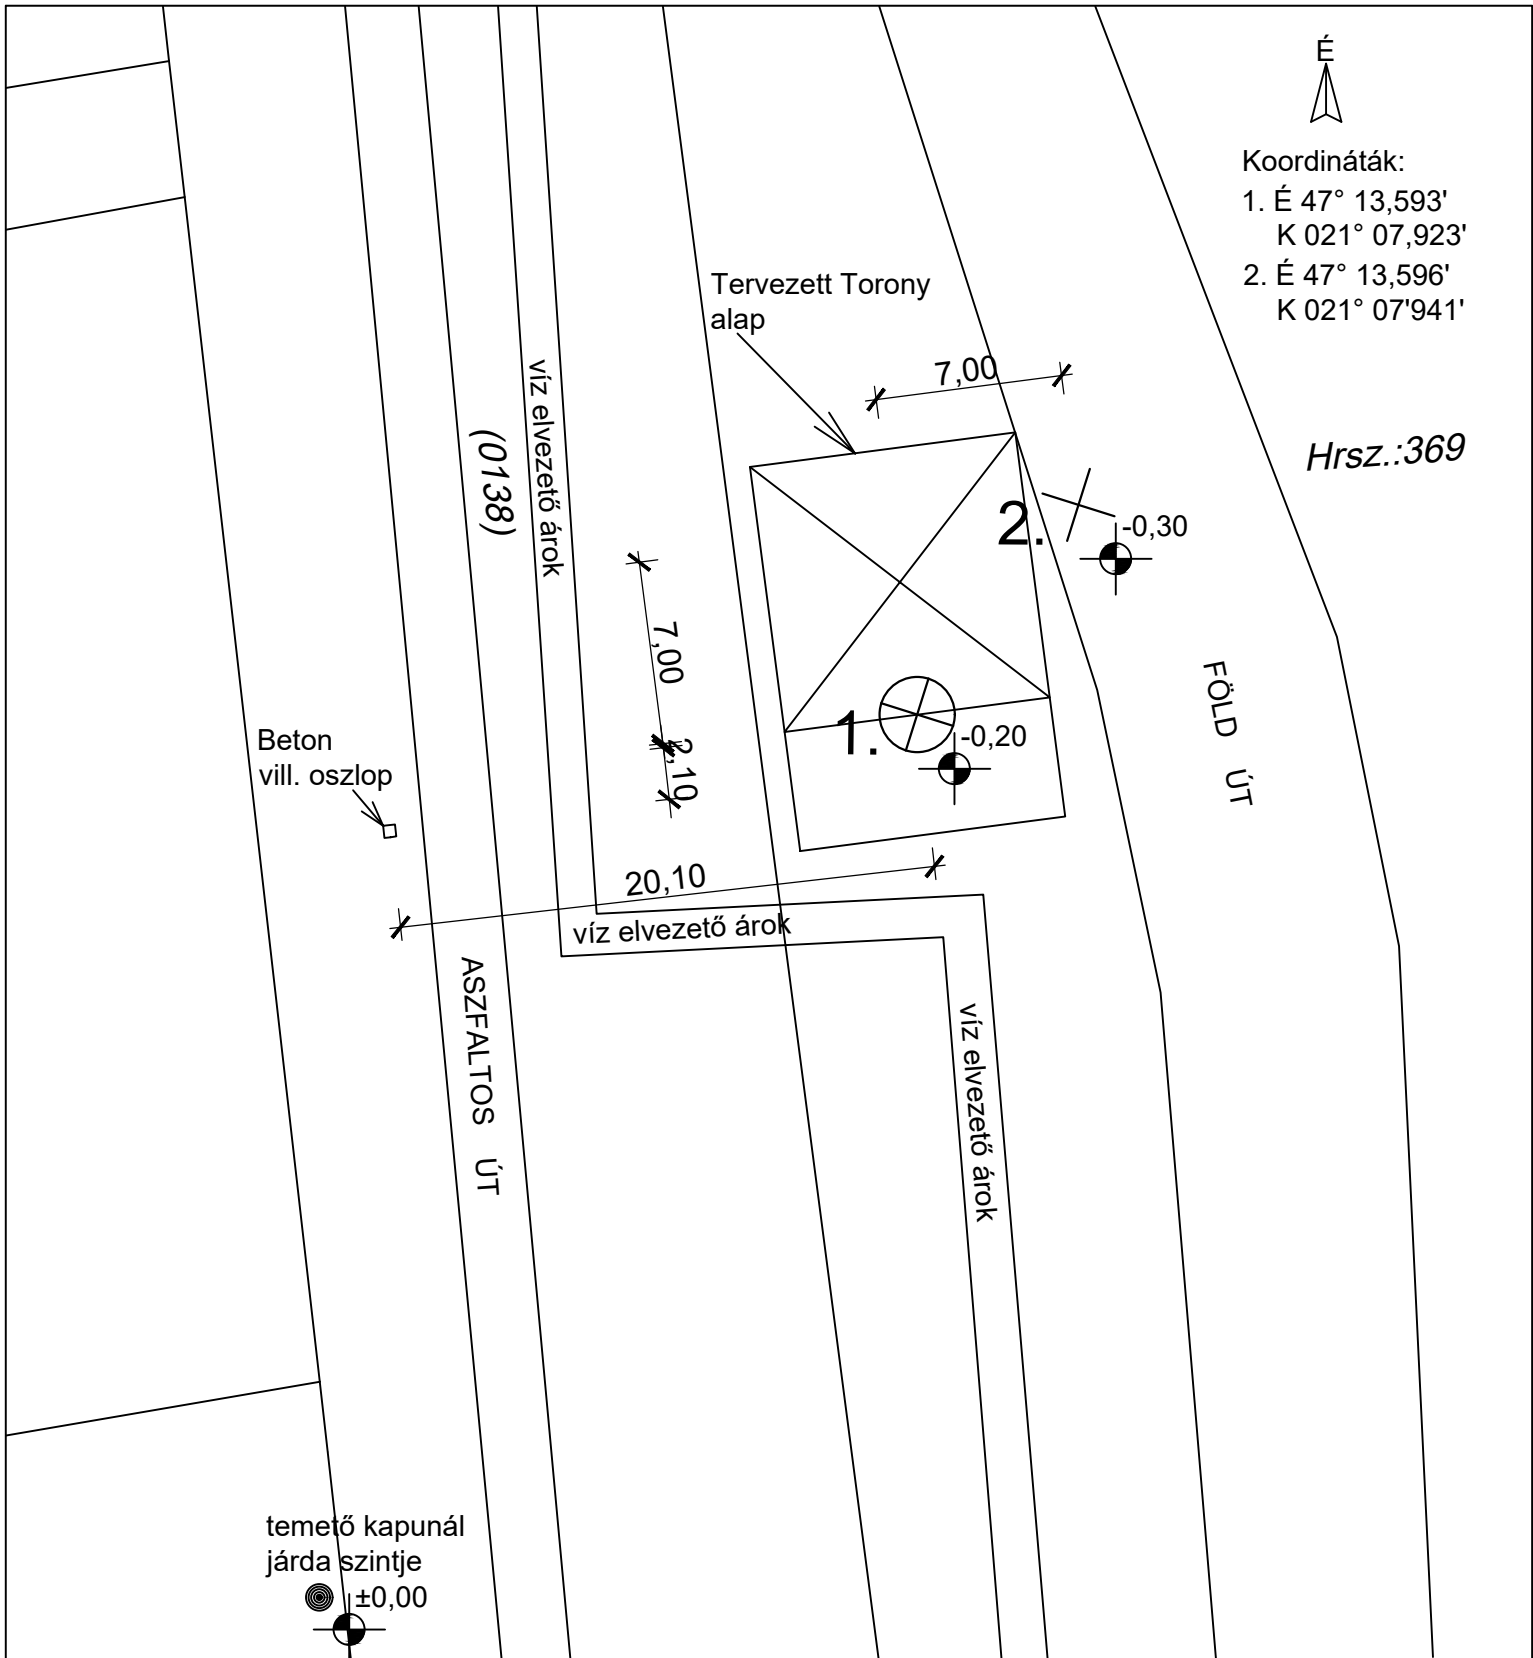 É
Koordináták:
1. É 47° 13,593'
K 021° 07,923'
2. É 47° 13,596'
K 021° 07'941'
Tervezett Torony
alap
7,00
víz elvezető árok
(0138)
Hrsz.:369
2.
-0,30
7,00
FÖLD ÚT
1.
-0,20
2,10
Beton
vill. oszlop
20,10
víz elvezető árok
ASZFALTOS ÚT
víz elvezető árok
temető kapunál
járda szintje
±0,00